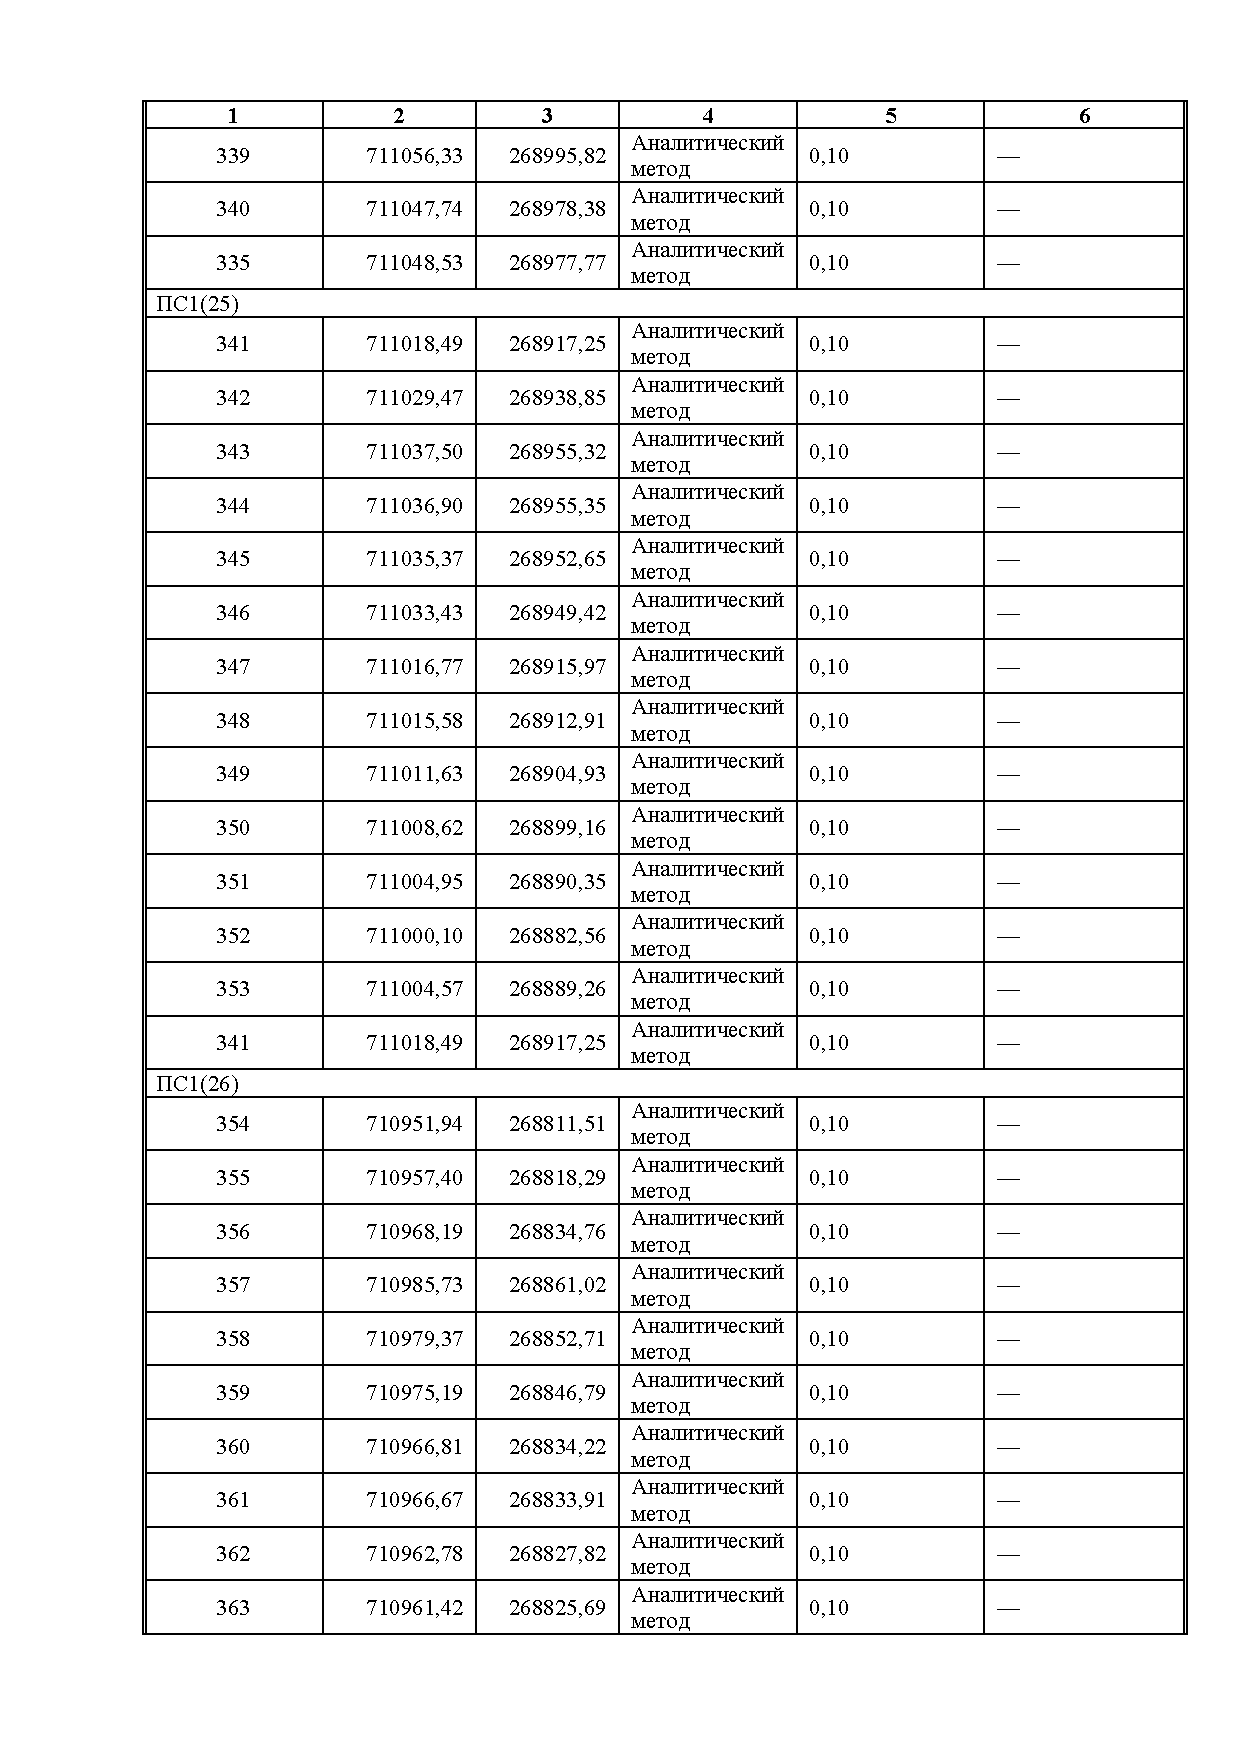 1 2 3 4 5 6
339 711056,33 268995,82 Аналитический метод 0,10 —
340 711047,74 268978,38 Аналитический метод 0,10 —
335 711048,53 268977,77 Аналитический метод 0,10 —
ПС1(25)
341 711018,49 268917,25 Аналитический метод 0,10 —
342 711029,47 268938,85 Аналитический метод 0,10 —
343 711037,50 268955,32 Аналитический метод 0,10 —
344 711036,90 268955,35 Аналитический метод 0,10 —
345 711035,37 268952,65 Аналитический метод 0,10 —
346 711033,43 268949,42 Аналитический метод 0,10 —
347 711016,77 268915,97 Аналитический метод 0,10 —
348 711015,58 268912,91 Аналитический метод 0,10 —
349 711011,63 268904,93 Аналитический метод 0,10 —
350 711008,62 268899,16 Аналитический метод 0,10 —
351 711004,95 268890,35 Аналитический метод 0,10 —
352 711000,10 268882,56 Аналитический метод 0,10 —
353 711004,57 268889,26 Аналитический метод 0,10 —
341 711018,49 268917,25 Аналитический метод 0,10 —
ПС1(26)
354 710951,94 268811,51 Аналитический метод 0,10 —
355 710957,40 268818,29 Аналитический метод 0,10 —
356 710968,19 268834,76 Аналитический метод 0,10 —
357 710985,73 268861,02 Аналитический метод 0,10 —
358 710979,37 268852,71 Аналитический метод 0,10 —
359 710975,19 268846,79 Аналитический метод 0,10 —
360 710966,81 268834,22 Аналитический метод 0,10 —
361 710966,67 268833,91 Аналитический метод 0,10 —
362 710962,78 268827,82 Аналитический метод 0,10 —
363 710961,42 268825,69 Аналитический метод 0,10 —